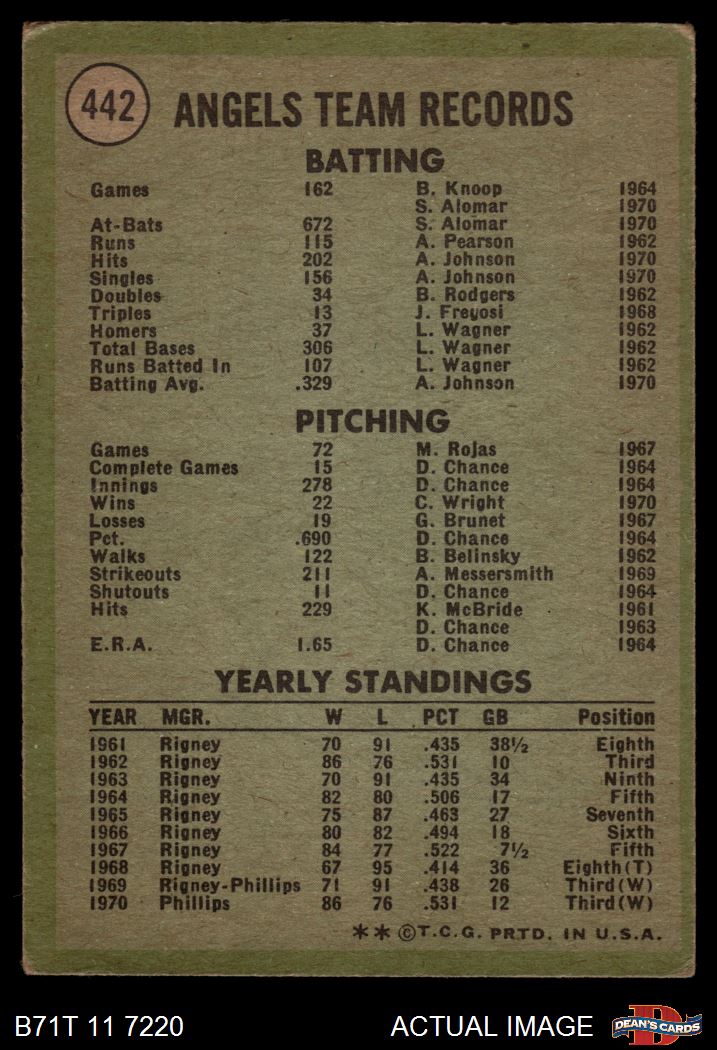 442 ANGELS TEAM RECORDS
BATTING
Games 162 B. Knoop 1964
S. Alomar 1970
At-Bats 672 S. Alomar 1970
Runs 115 A. Pearson 1962
Hits 202 A. Johnson 1970
Singles 156 A. Johnson 1970
Doubles 34 B. Rodgers 1962
Triples 13 J. Freyosi 1968
Homers 37 L. Wagner 1962
Total Bases 306 L. Wagner 1962
Runs Batted In 107 L. Wagner 1962
Batting Avg. .329 A. Johnson 1970
PITCHING
Games 72 M. Rojas 1967
Complete Games 15 D. Chance 1964
Innings 278 D. Chance 1964
Wins 22 C. Wright 1970
Losses 19 G. Brunet 1967
Pct. .690 D. Chance 1964
Walks 122 B. Belinsky 1962
Strikeouts 211 A. Messersmith 1969
Shutouts 11 D. Chance 1964
Hits 229 K. McBride 1961
D. Chance 1963
E.R.A. 1.65 D. Chance 1964
YEARLY STANDINGS
YEAR MGR. W L PCT GB Position
1961 Rigney 70 91 .435 38½ Eighth
1962 Rigney 86 76 .531 10 Third
1963 Rigney 70 91 .435 34 Ninth
1964 Rigney 82 80 .506 17 Fifth
1965 Rigney 75 87 .463 27 Seventh
1966 Rigney 80 82 .494 18 Sixth
1967 Rigney 84 77 .522 7½ Fifth
1968 Rigney 67 95 .414 36 Eighth(T)
1969 Rigney-Phillips 71 91 .438 26 Third(W)
1970 Phillips 86 76 .531 12 Third(W)
**©T.C.G. PRTD. IN U.S.A.
B71T 11 7220 ACTUAL IMAGE D DEAN'S CARDS